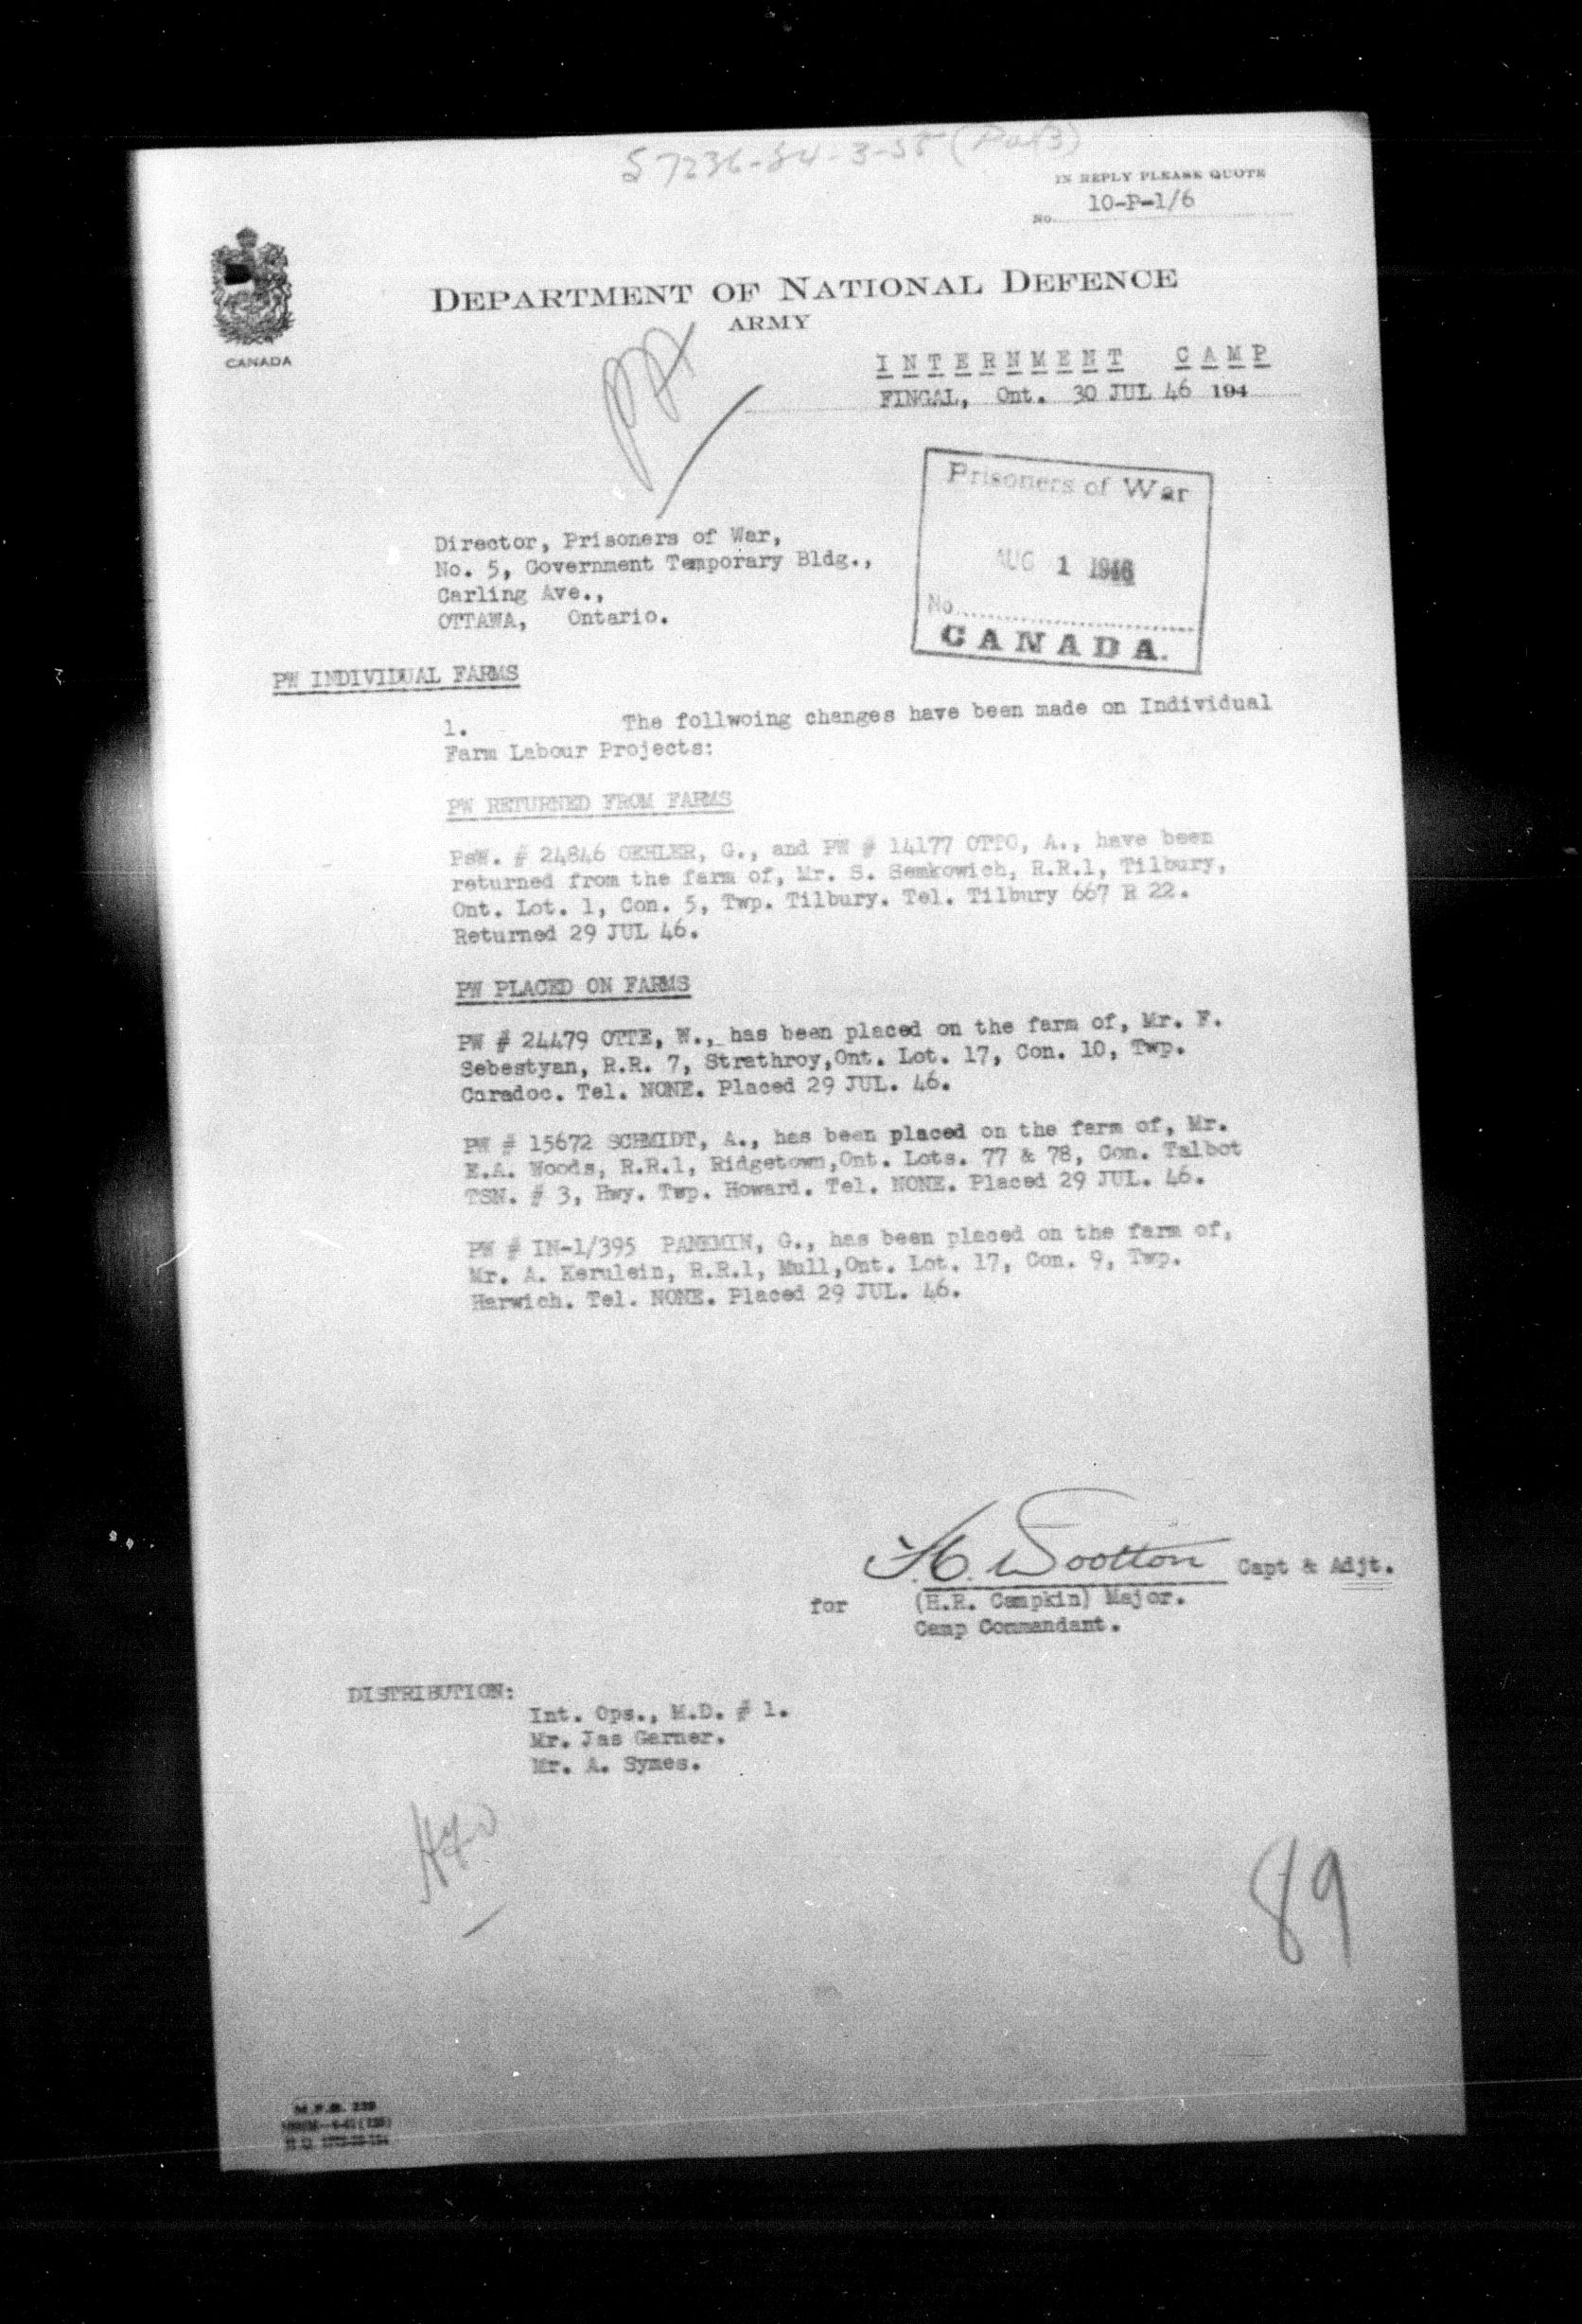 S 7236-84-3-55 (Pol3)
IN REPLY PLEASE QUOTE
No. 10-P-1/6
CANADA
DEPARTMENT OF NATIONAL DEFENCE
ARMY
INTERNMENT CAMP
FINGAL, Ont. 30 JUL 46 194
Prisoners of War
AUG 1 1946
No.
CANADA.
Director, Prisoners of War,
No. 5, Government Temporary Bldg.,
Carling Ave.,
OTTAWA, Ontario.
PW INDIVIDUAL FARMS
1. The follwoing changes have been made on Individual
Farm Labour Projects:
PW RETURNED FROM FARMS
PsW. # 24846 OEHLER, G., and PW # 14177 OTTO, A., have been
returned from the farm of, Mr. S. Semkowich, R.R.1, Tilbury,
Ont. Lot. 1, Con. 5, Twp. Tilbury. Tel. Tilbury 667 R 22.
Returned 29 JUL 46.
PW PLACED ON FARMS
PW # 24479 OTTE, W., has been placed on the farm of, Mr. F.
Sebestyan, R.R. 7, Strathroy,Ont. Lot. 17, Con. 10, Twp.
Caradoc. Tel. NONE. Placed 29 JUL. 46.
PW # 15672 SCHMIDT, A., has been placed on the farm of, Mr.
E.A. Woods, R.R.1, Ridgetown,Ont. Lots. 77 & 78, Con. Talbot
TSN. # 3, Hwy. Twp. Howard. Tel. NONE. Placed 29 JUL. 46.
PW # IN-1/395 PANEMIN, G., has been placed on the farm of,
Mr. A. Kerulein, R.R.1, Mull,Ont. Lot. 17, Con. 9, Twp.
Harwich. Tel. NONE. Placed 29 JUL. 46.
Wootton Capt & Adjt.
for (H.R. Campkin) Major.
Camp Commandant.
DISTRIBUTION:
Int. Ops., M.D. # 1.
Mr. Jas Garner.
Mr. A. Symes.
89